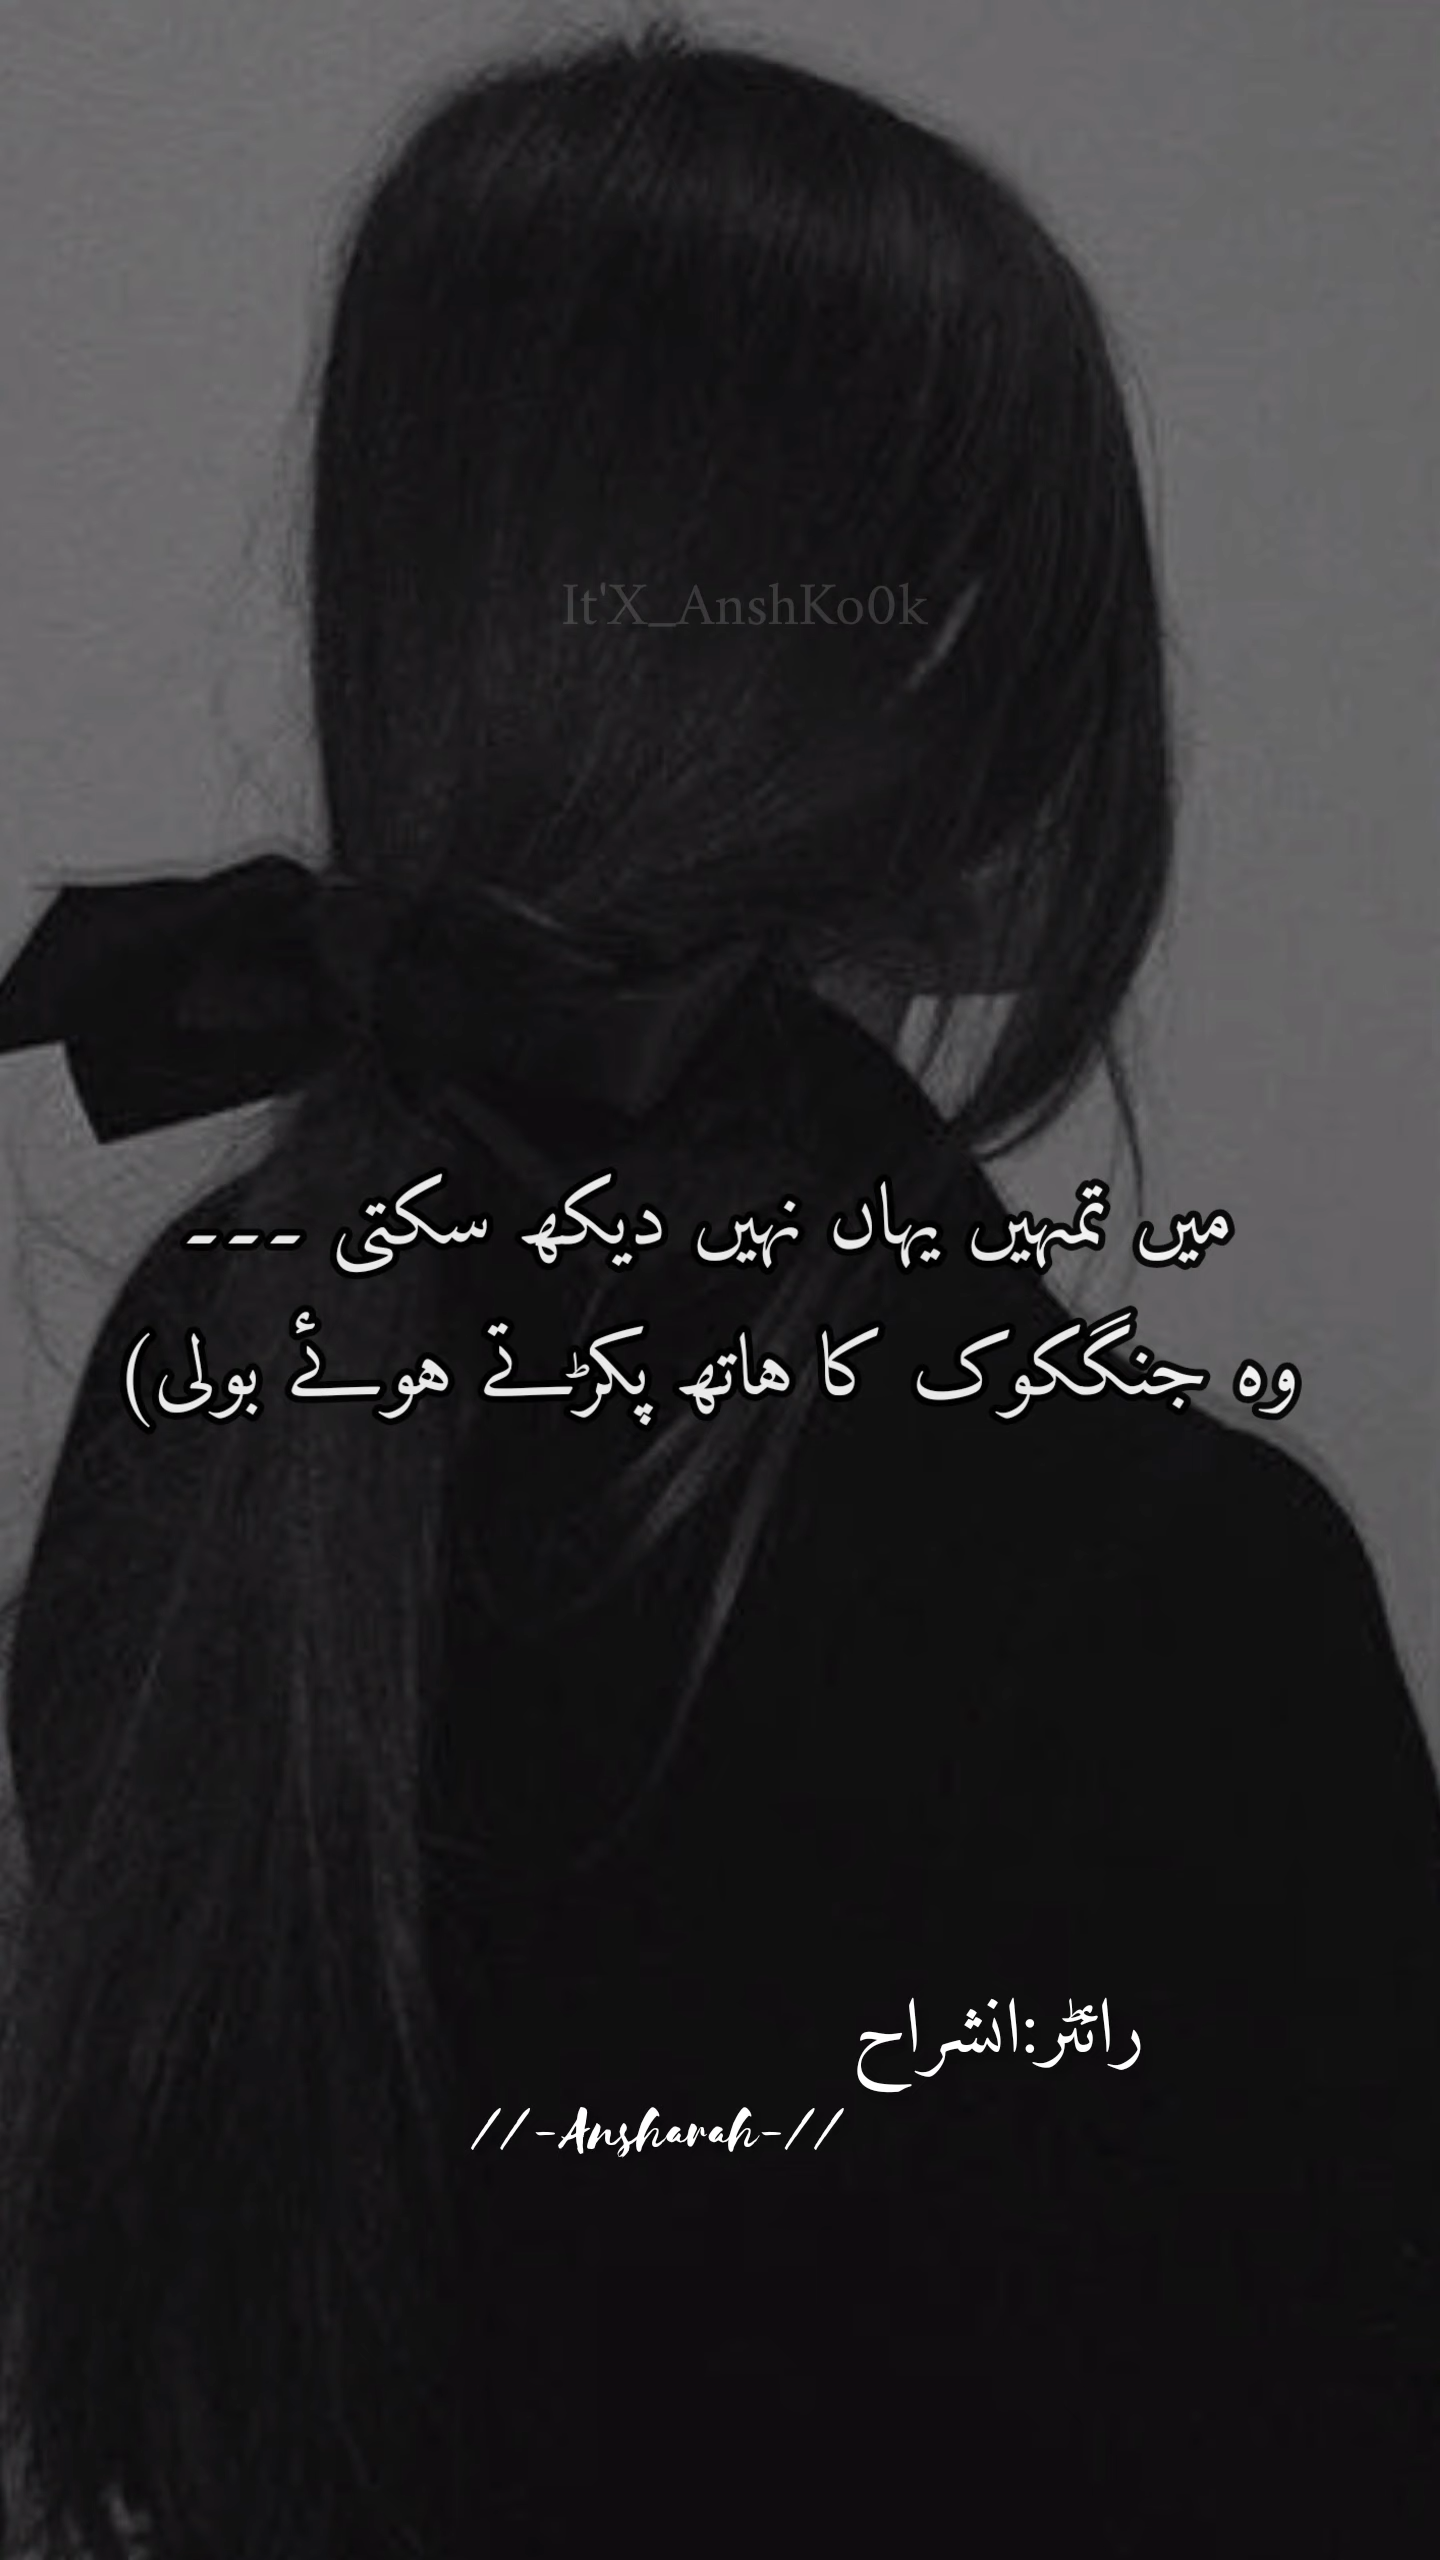 It'X_AnshKo0k
میں تمہیں یہاں نہیں دیکھ سکتی ۔۔۔
وہ جنگکوک کا ہاتھ پکڑتے ہوئے بولی)
رائٹر:انشراح
//-Ansharah-//